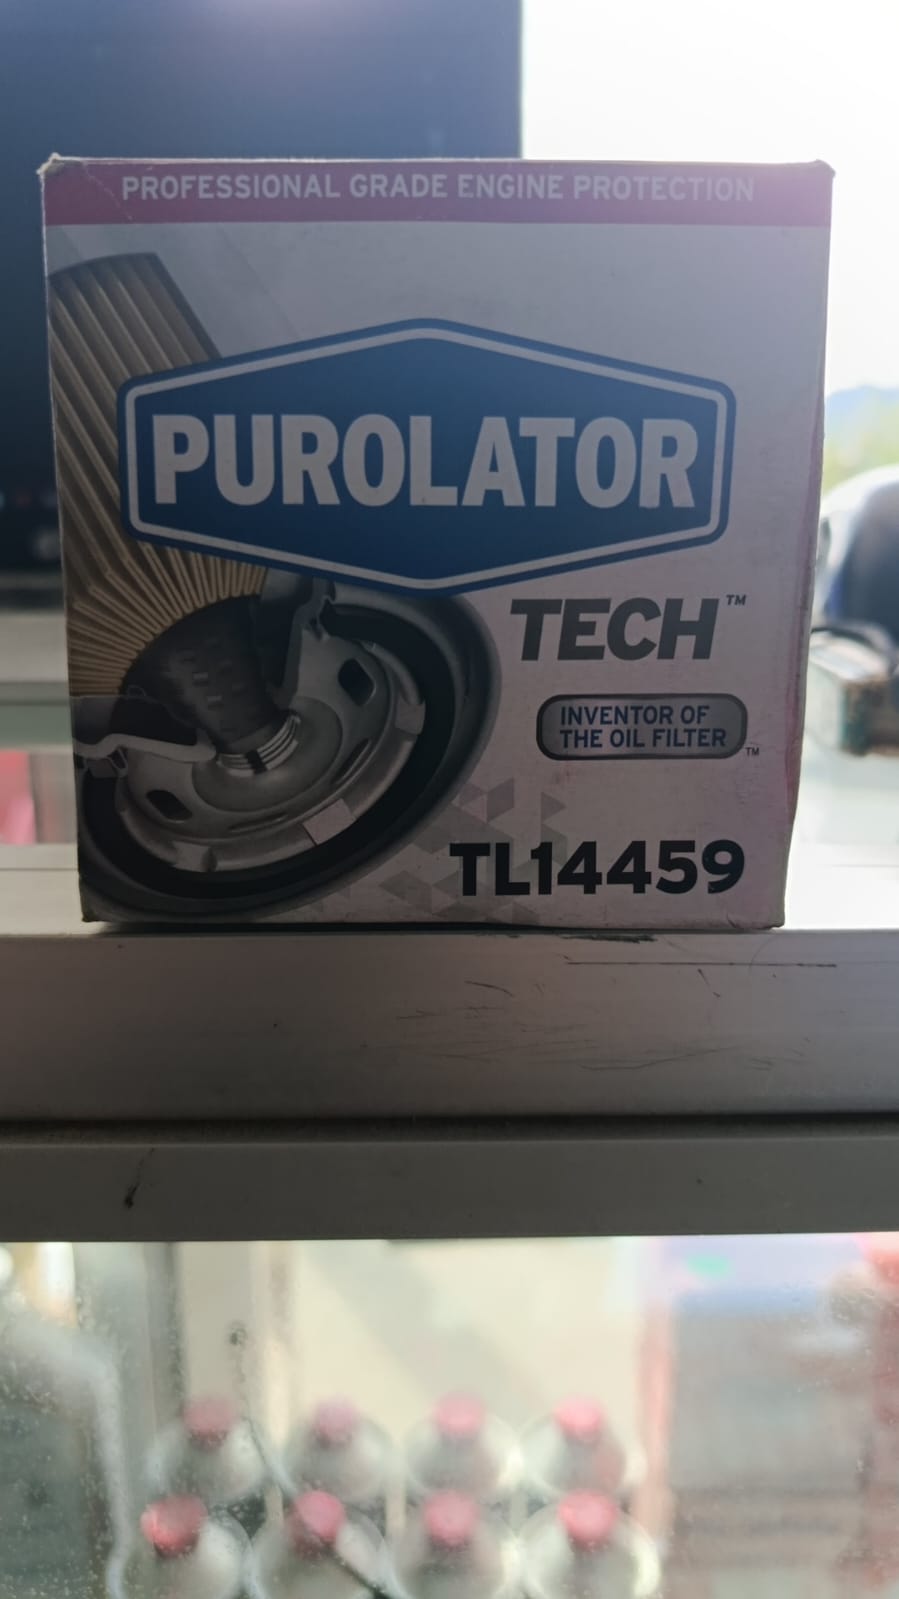 PROFESSIONAL GRADE ENGINE PROTECTION
PUROLATOR
TECH™
INVENTOR OF
THE OIL FILTER™
TL14459